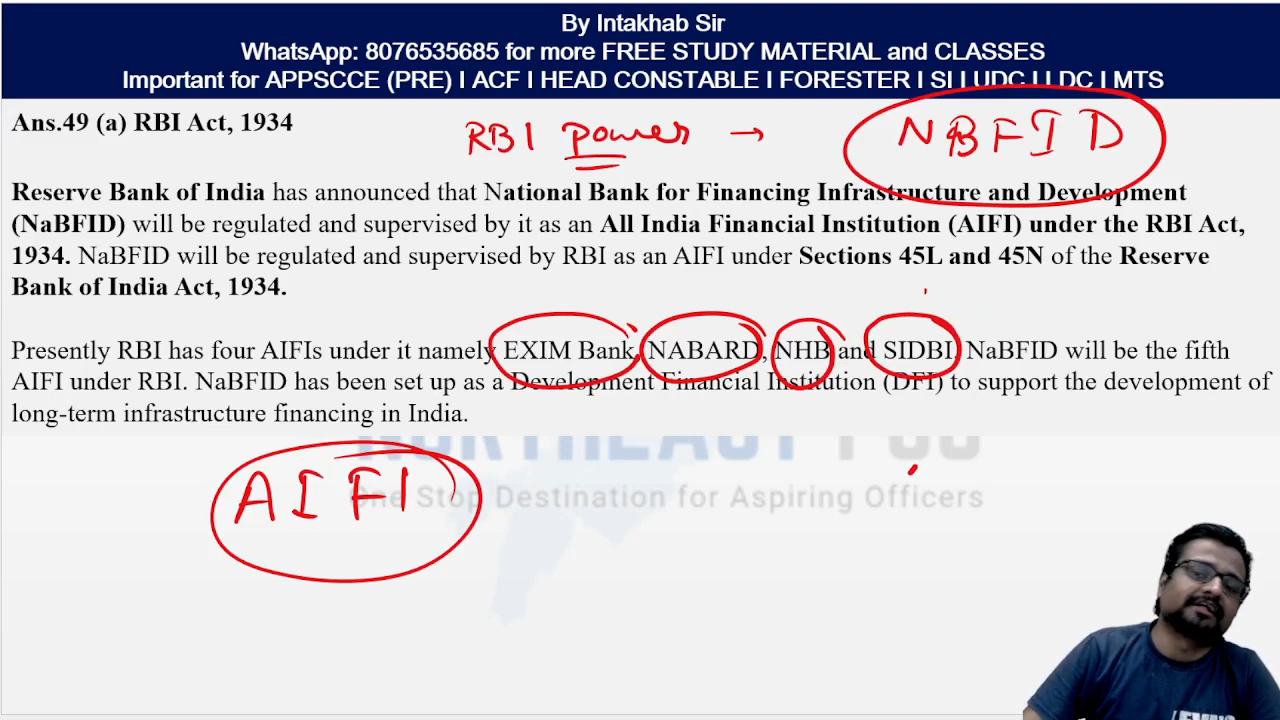 By Intakhab Sir
WhatsApp: 8076535685 for more FREE STUDY MATERIAL and CLASSES
Important for APPSCCE (PRE) I ACF I HEAD CONSTABLE I FORESTER I SI I UDC I LDC I MTS
Ans.49 (a) RBI Act, 1934
RBI power → NBFID
Reserve Bank of India has announced that National Bank for Financing Infrastructure and Development
(NaBFID) will be regulated and supervised by it as an All India Financial Institution (AIFI) under the RBI Act,
1934. NaBFID will be regulated and supervised by RBI as an AIFI under Sections 45L and 45N of the Reserve
Bank of India Act, 1934.
Presently RBI has four AIFIs under it namely EXIM Bank, NABARD, NHB and SIDBI. NaBFID will be the fifth
AIFI under RBI. NaBFID has been set up as a Development Financial Institution (DFI) to support the development of
long-term infrastructure financing in India.
AIFI
One Stop Destination for Aspiring Officers